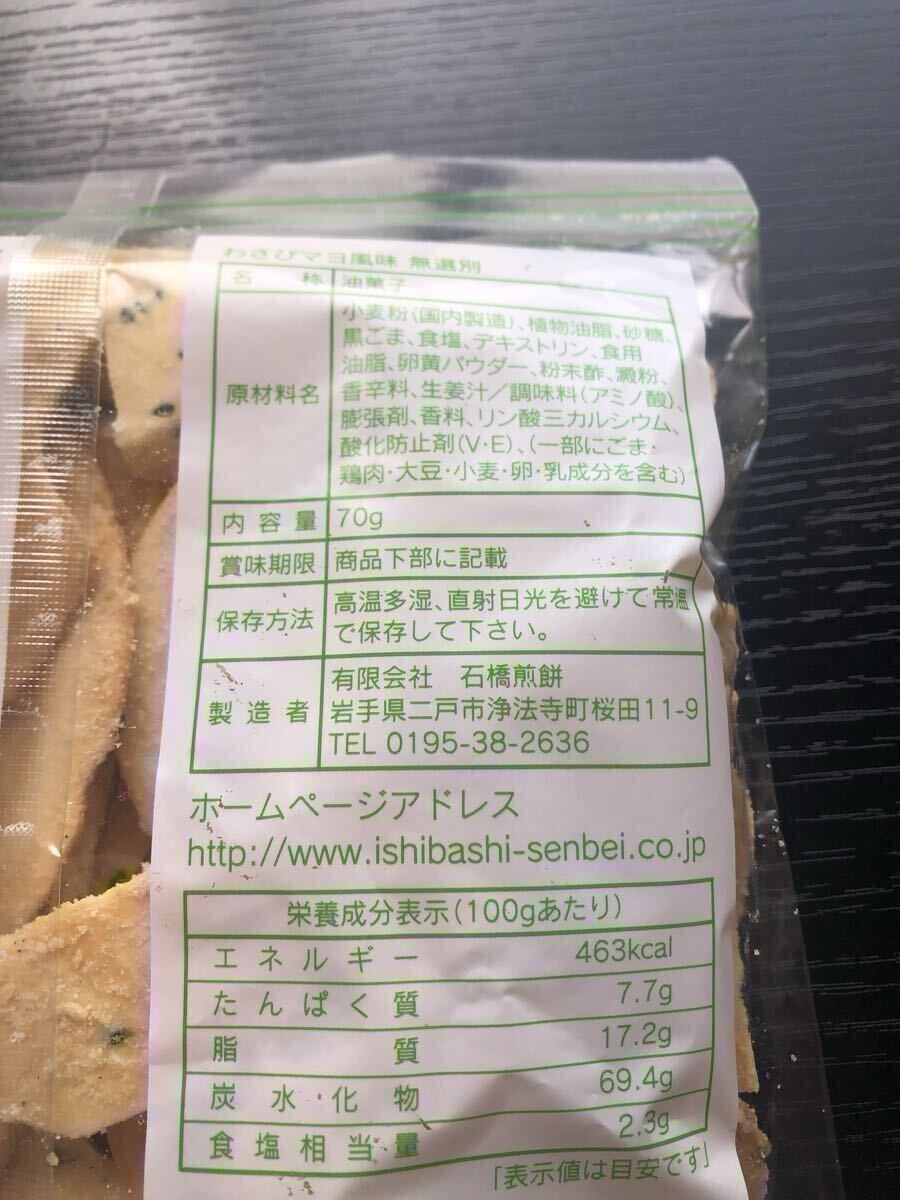 わさびマヨ風味 無選別
名称 油菓子
原材料名
小麦粉(国内製造)、植物油脂、砂糖、
黒ごま、食塩、デキストリン、食用
油脂、卵黄パウダー、粉末酢、澱粉、
香辛料、生姜汁/調味料(アミノ酸)、
膨張剤、香料、リン酸三カルシウム、
酸化防止剤(V・E)、(一部にごま・
鶏肉・大豆・小麦・卵・乳成分を含む)
内容量 70g
賞味期限 商品下部に記載
保存方法
高温多湿、直射日光を避けて常温
で保存して下さい。
製造者
有限会社 石橋煎餅
岩手県二戸市浄法寺町桜田11-9
TEL 0195-38-2636
ホームページアドレス
http://www.ishibashi-senbei.co.jp
栄養成分表示(100gあたり)
エネルギー 463kcal
たんぱく質 7.7g
脂質 17.2g
炭水化物 69.4g
食塩相当量 2.3g
「表示値は目安です」